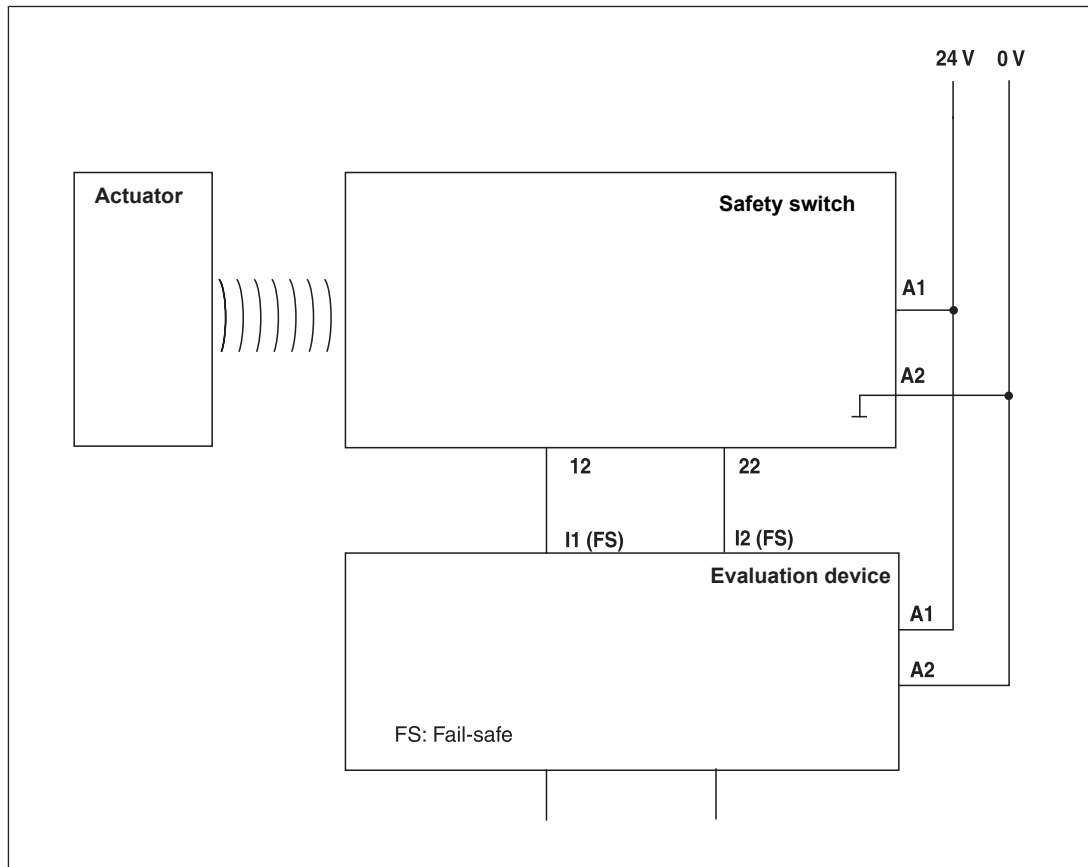 24 V 0 V
Actuator
Safety switch
A1
A2
12 22
I1 (FS) I2 (FS)
Evaluation device
A1
A2
FS: Fail-safe